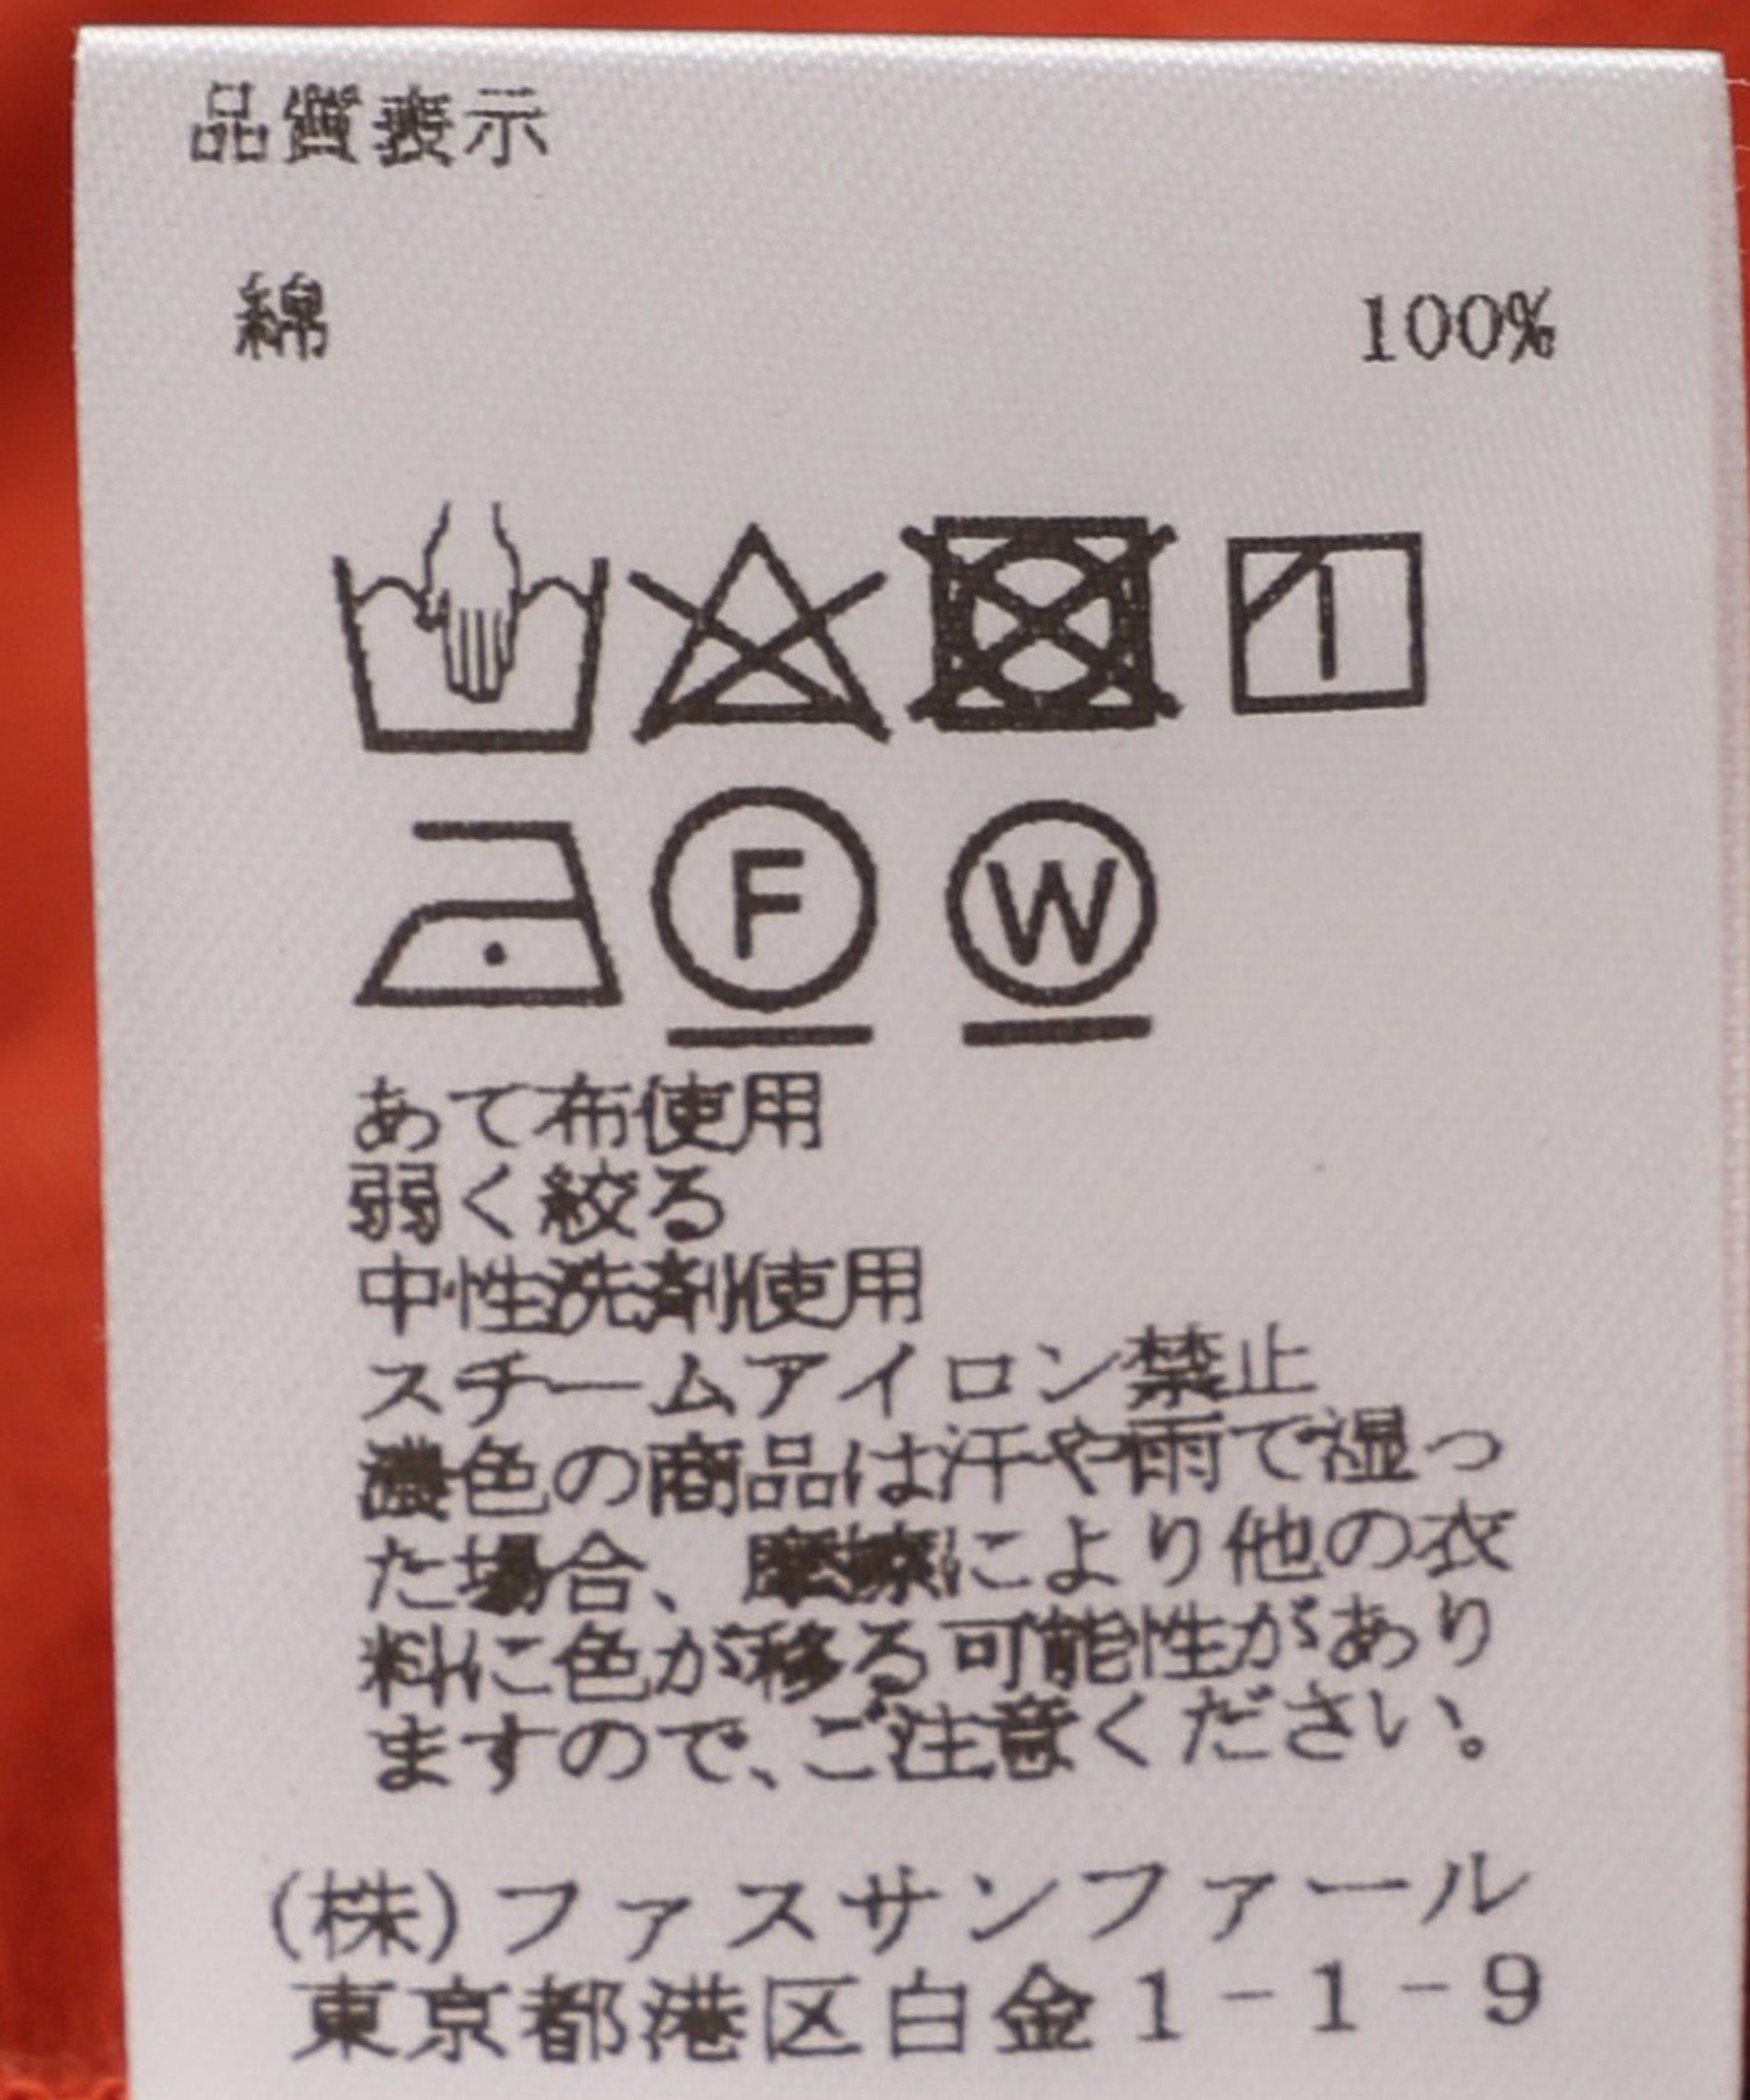 品質表示
綿 100%
F W
あて布使用
弱く絞る
中性洗剤使用
スチームアイロン禁止
濃色の商品は汗や雨で湿っ
た場合、摩擦により他の衣
料に色が移る可能性があり
ますので、ご注意ください。
(株)ファスサンファール
東京都港区白金1-1-9